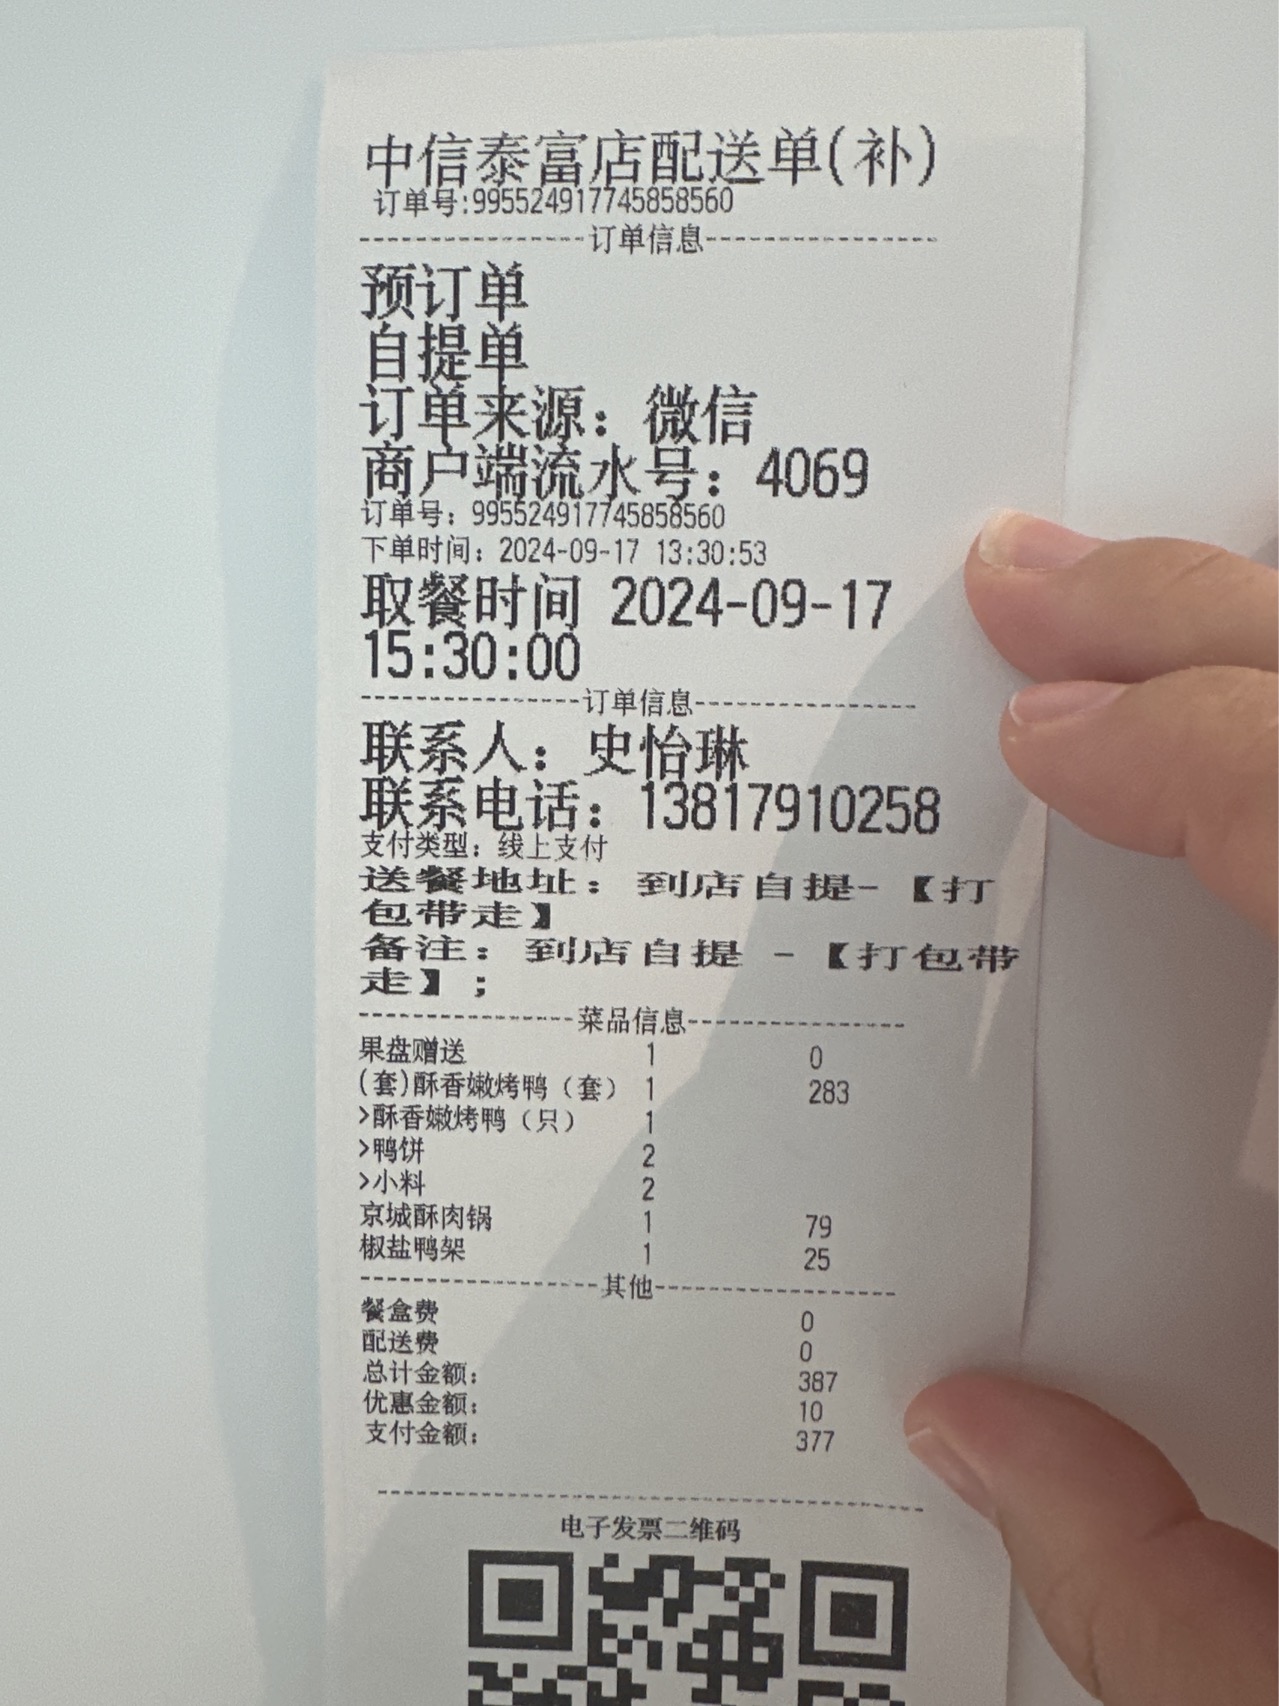 中信泰富店配送单(补)
订单号:995524917745858560
----------------订单信息----------------
预订单
自提单
订单来源：微信
商户端流水号：4069
订单号：995524917745858560
下单时间：2024-09-17 13:30:53
取餐时间 2024-09-17
15:30:00
----------------订单信息----------------
联系人：史怡琳
联系电话：13817910258
支付类型：线上支付
送餐地址：到店自提-【打
包带走】
备注：到店自提 -【打包带
走】;
----------------菜品信息----------------
果盘赠送 1 0
(套)酥香嫩烤鸭（套） 1 283
>酥香嫩烤鸭（只） 1
>鸭饼 2
>小料 2
京城酥肉锅 1 79
椒盐鸭架 1 25
------------------其他------------------
餐盒费 0
配送费 0
总计金额： 387
优惠金额： 10
支付金额： 377
----------------------------------------
电子发票二维码